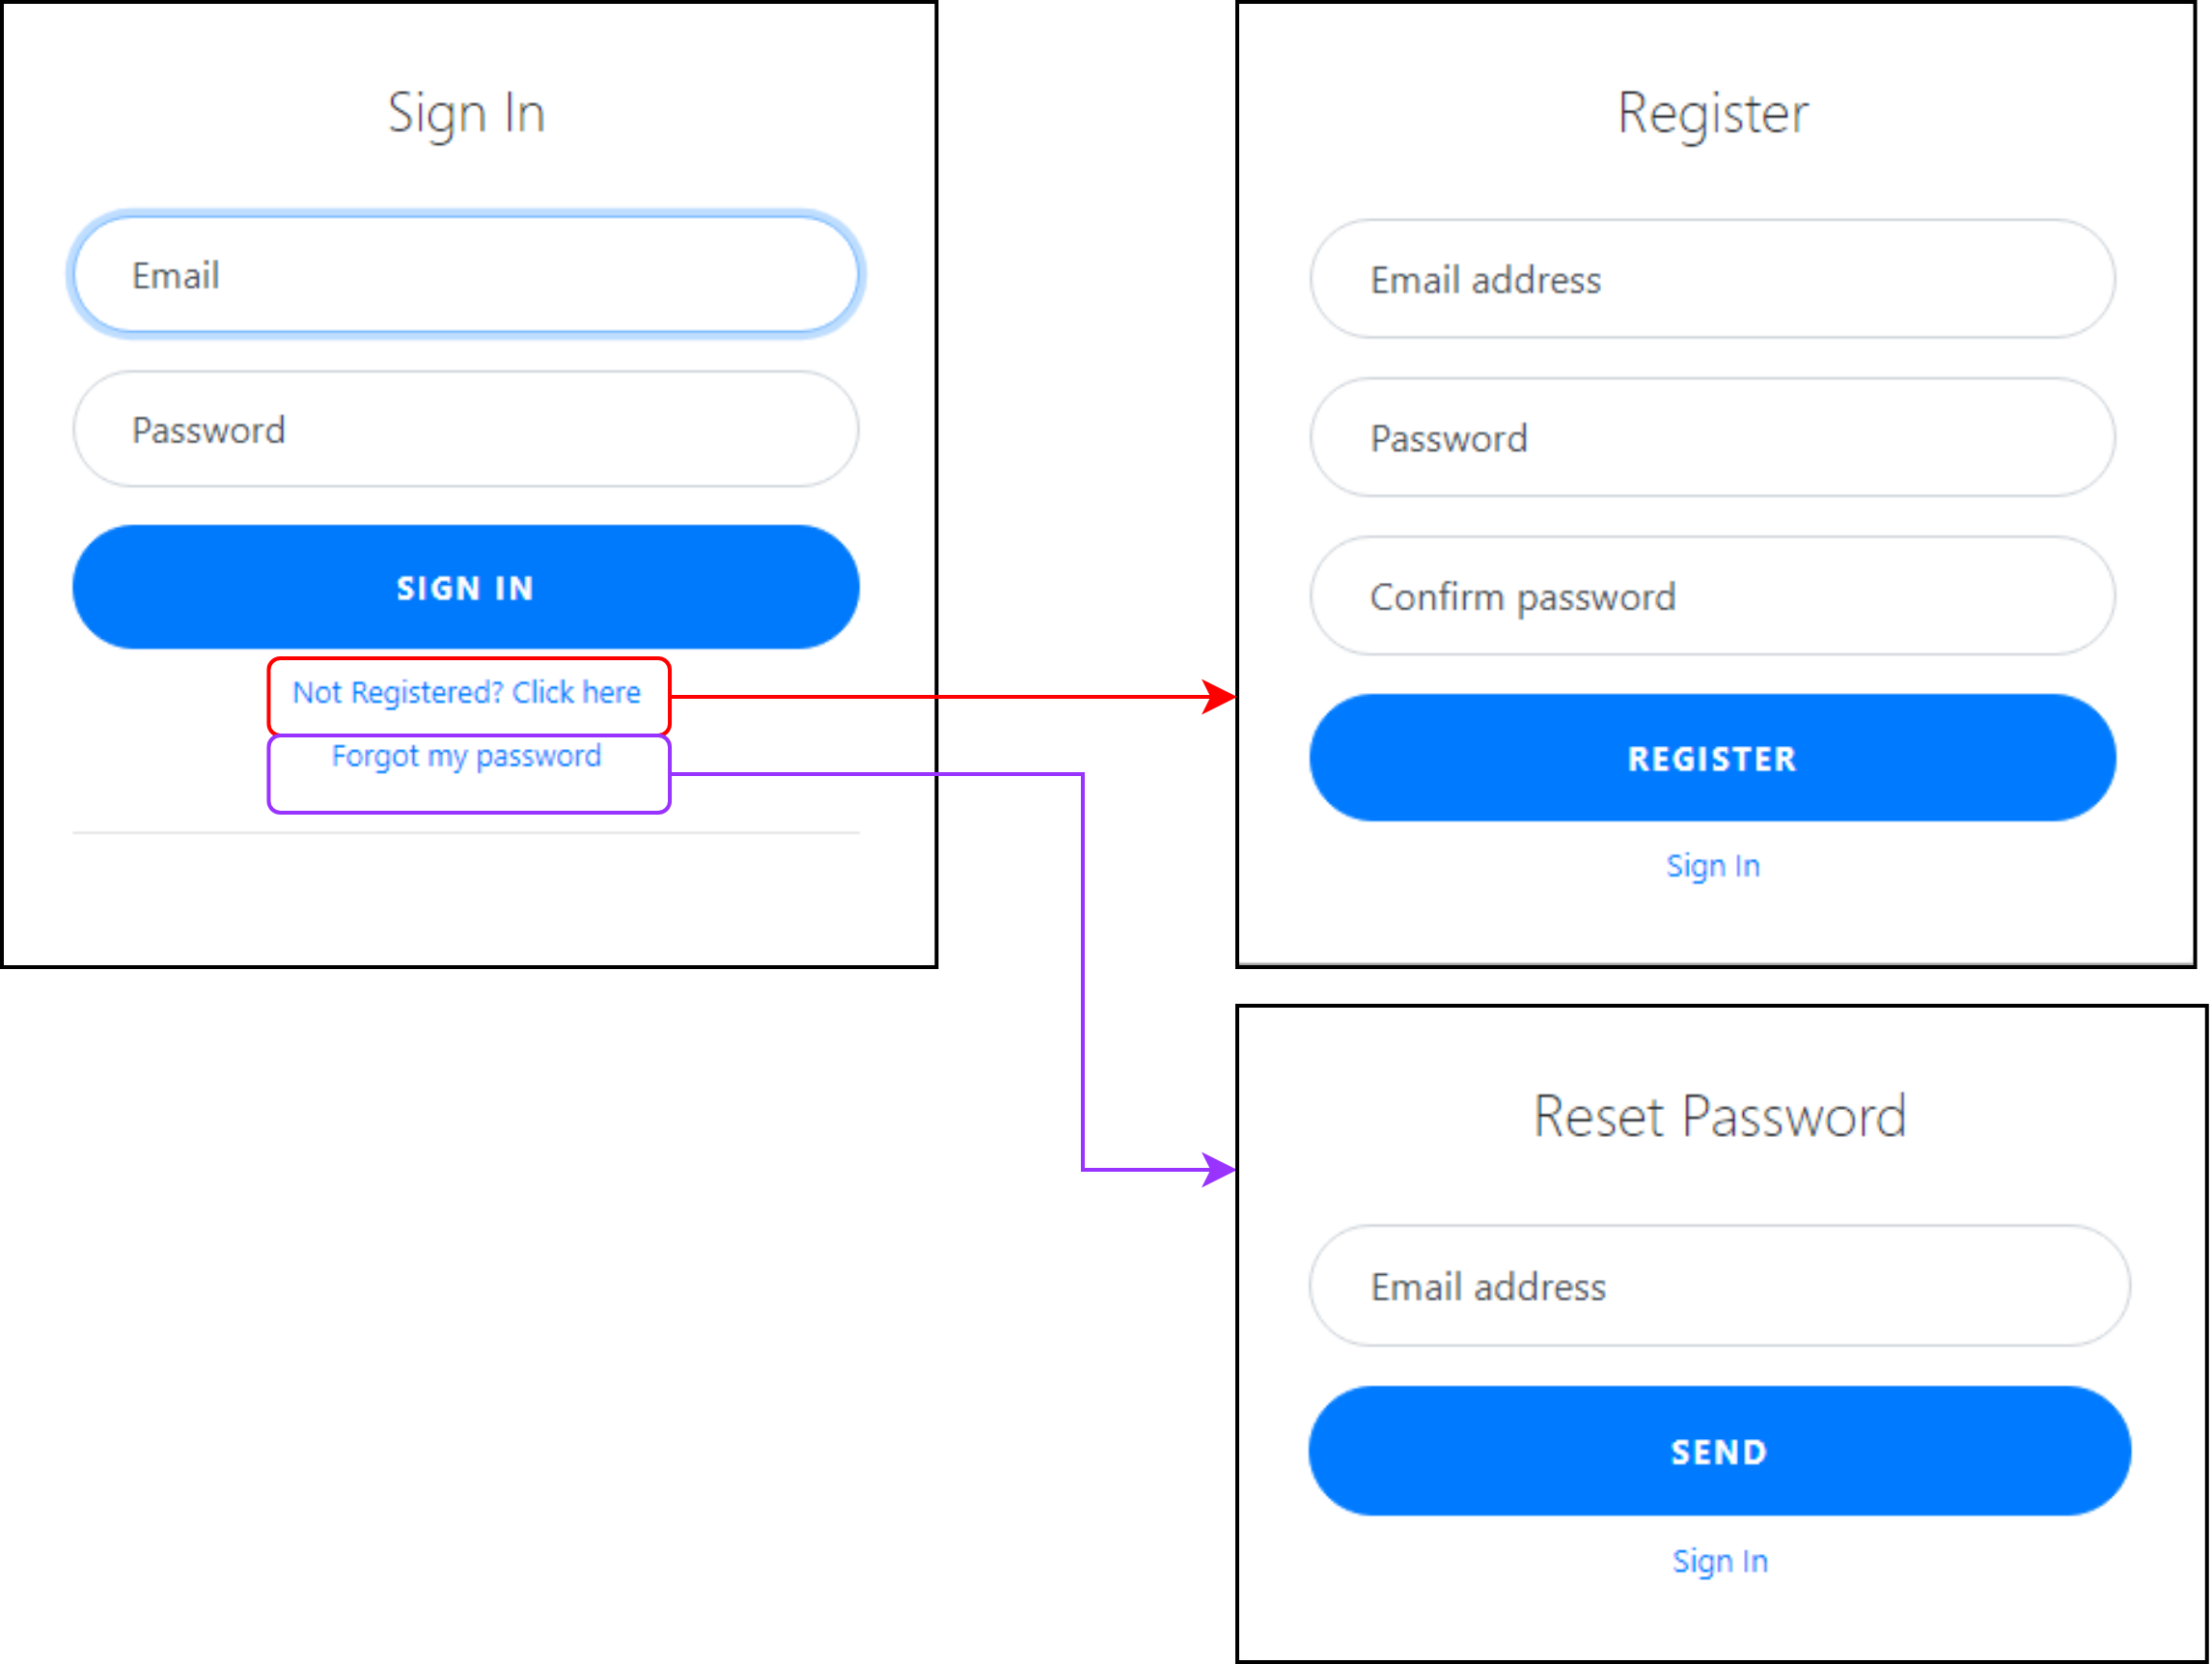 Sign In
Email
Password
SIGN IN
Not Registered? Click here
Forgot my password
Register
Email address
Password
Confirm password
REGISTER
Sign In
Reset Password
Email address
SEND
Sign In